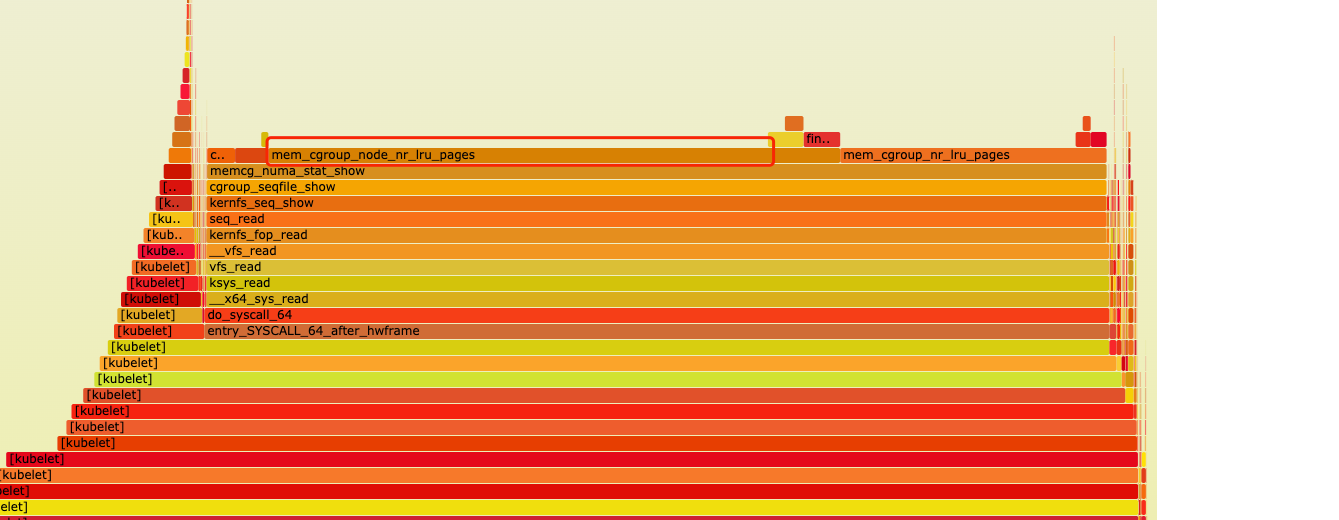 fin..
c..
mem_cgroup_node_nr_lru_pages
mem_cgroup_nr_lru_pages
memcg_numa_stat_show
[..
cgroup_seqfile_show
[k..
kernfs_seq_show
[ku..
seq_read
[kub..
kernfs_fop_read
[kube..
__vfs_read
[kubelet]
vfs_read
[kubelet]
ksys_read
[kubelet]
__x64_sys_read
[kubelet]
do_syscall_64
[kubelet]
entry_SYSCALL_64_after_hwframe
[kubelet]
[kubelet]
[kubelet]
[kubelet]
[kubelet]
[kubelet]
[kubelet]
[kubelet]
kubelet]
elet]
elet]